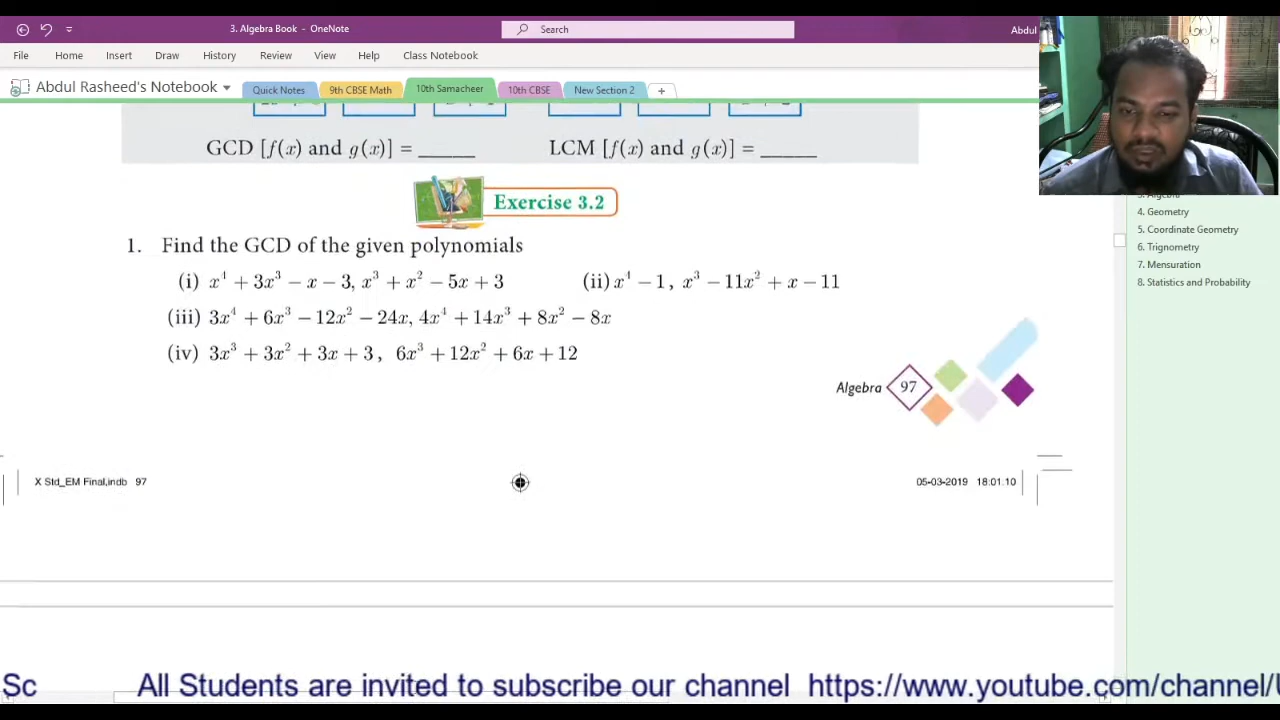 3. Algebra Book - OneNote
Search
Abdul
File Home Insert Draw History Review View Help Class Notebook
Abdul Rasheed's Notebook
Quick Notes 9th CBSE Math 10th Samacheer 10th CBSE New Section 2 +
GCD [f(x) and g(x)] = _____ LCM [f(x) and g(x)] = _____
Exercise 3.2
1. Find the GCD of the given polynomials
(i) x⁴ + 3x³ − x − 3, x³ + x² − 5x + 3 (ii) x⁴ − 1, x³ − 11x² + x − 11
(iii) 3x⁴ + 6x³ − 12x² − 24x, 4x⁴ + 14x³ + 8x² − 8x
(iv) 3x³ + 3x² + 3x + 3, 6x³ + 12x² + 6x + 12
Algebra 97
X Std_EM Final.indb 97
05-03-2019 18:01:10
3. Algebra
4. Geometry
5. Coordinate Geometry
6. Trignometry
7. Mensuration
8. Statistics and Probability
Sc All Students are invited to subscribe our channel https://www.youtube.com/channel/U